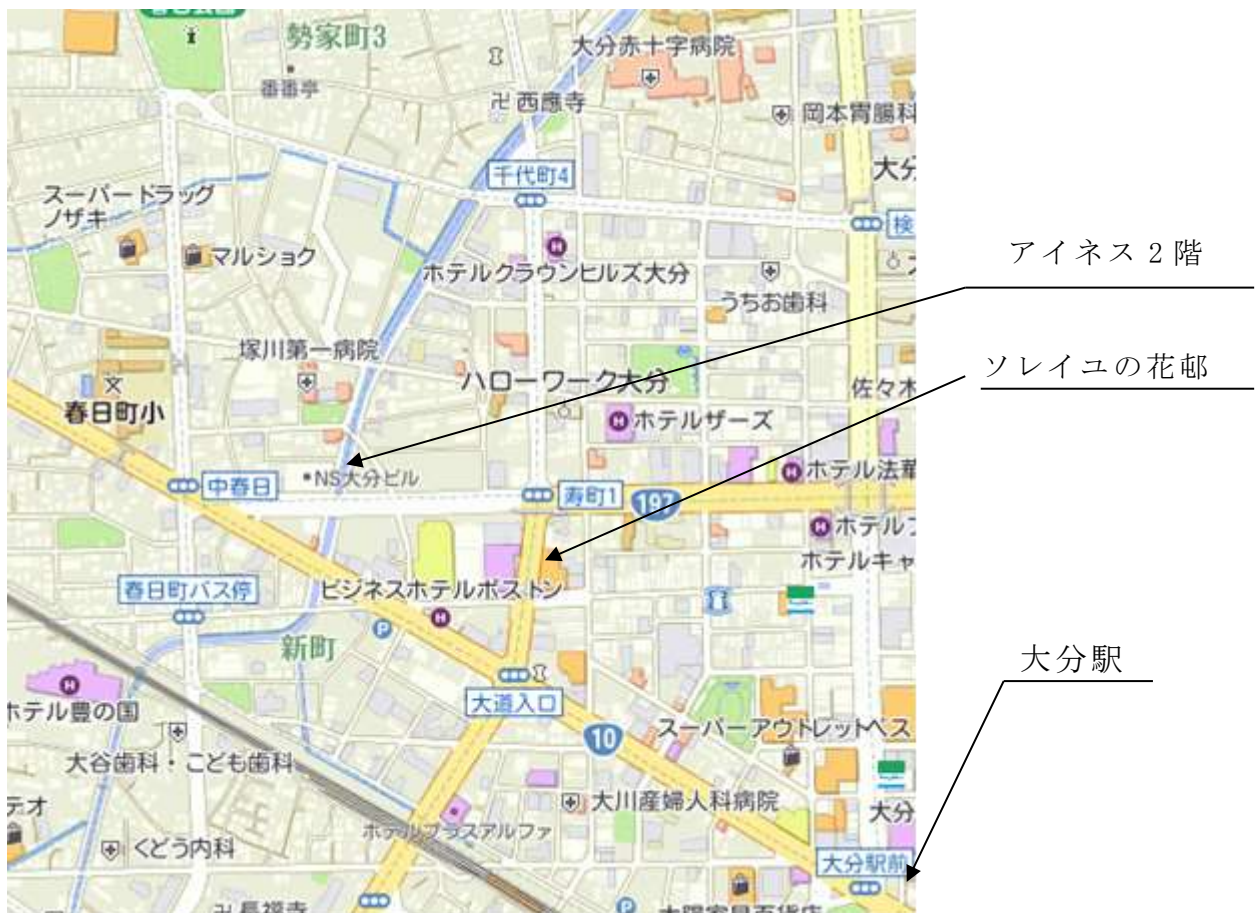 勢家町3
大分赤十字病院
番番亭
卍 西應寺
岡本胃腸科
千代町4
大分
スーパードラッグ
ノザキ
マルショク
検
ホテルクラウンヒルズ大分
うちお歯科
アイネス2階
塚川第一病院
ハローワーク大分
ソレイユの花邨
佐々木
春日町小
ホテルザーズ
中春日
NS大分ビル
寿町1
197
ホテル法華
ホテルキャ
春日町バス停
ビジネスホテルボストン
P
新町
大分駅
大道入口
ホテル豊の国
10
スーパーアウトレットベス
大谷歯科・こども歯科
大川産婦人科病院
大分
テオ
ホテルプラスアルファ
くどう内科
大分駅前
卍 長福寺
P